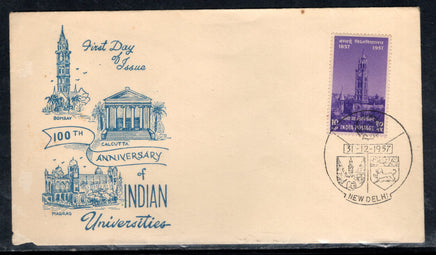 First Day
of
Issue
BOMBAY
CALCUTTA
100TH
ANNIVERSARY
of
INDIAN
MADRAS
Universities
1857 1957
INDIA POSTAGE
31-12-1957
NEW DELHI